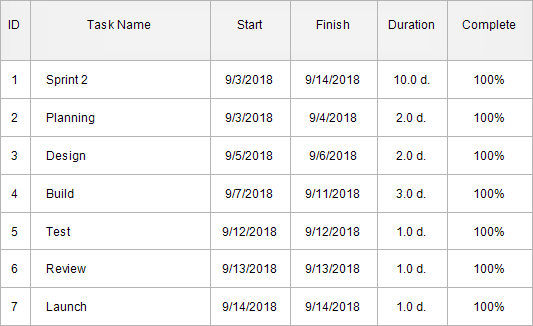 ID Task Name Start Finish Duration Complete
1 Sprint 2 9/3/2018 9/14/2018 10.0 d. 100%
2 Planning 9/3/2018 9/4/2018 2.0 d. 100%
3 Design 9/5/2018 9/6/2018 2.0 d. 100%
4 Build 9/7/2018 9/11/2018 3.0 d. 100%
5 Test 9/12/2018 9/12/2018 1.0 d. 100%
6 Review 9/13/2018 9/13/2018 1.0 d. 100%
7 Launch 9/14/2018 9/14/2018 1.0 d. 100%